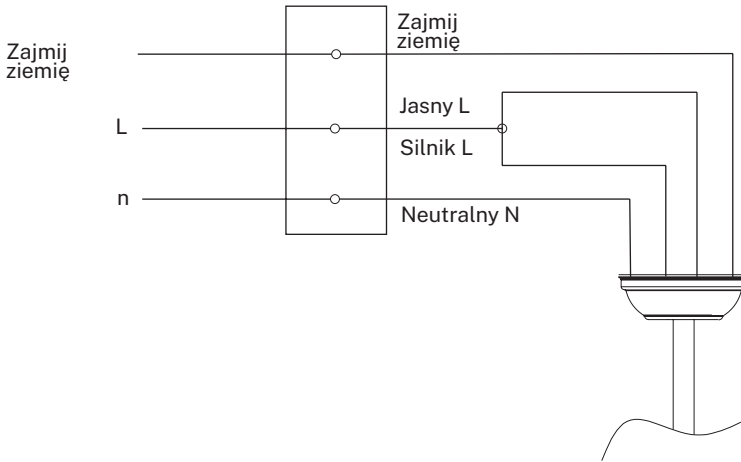 Zajmij
ziemię
Zajmij
ziemię
L
Jasny L
Silnik L
n
Neutralny N